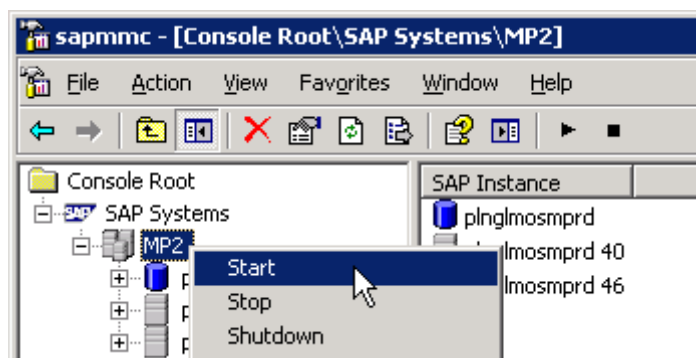 sapmmc - [Console Root\SAP Systems\MP2]
File Action View Favorites Window Help
Console Root
SAP Instance
SAP SAP Systems
plnglmosmprd
MP2
40
Start
lmosmprd 46
Stop
Shutdown